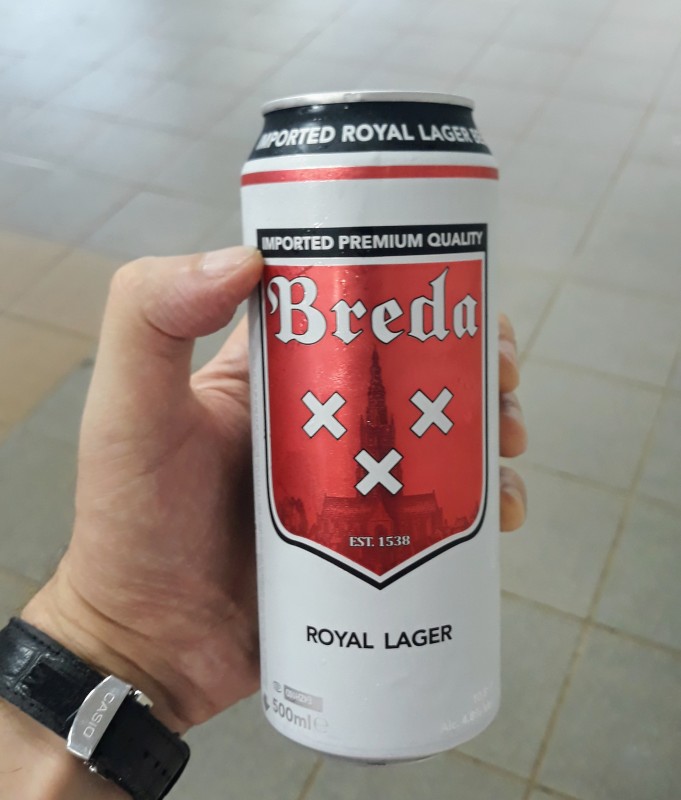 IMPORTED ROYAL LAGER
IMPORTED PREMIUM QUALITY
Breda
EST. 1538
ROYAL LAGER
500ml e
CASIO